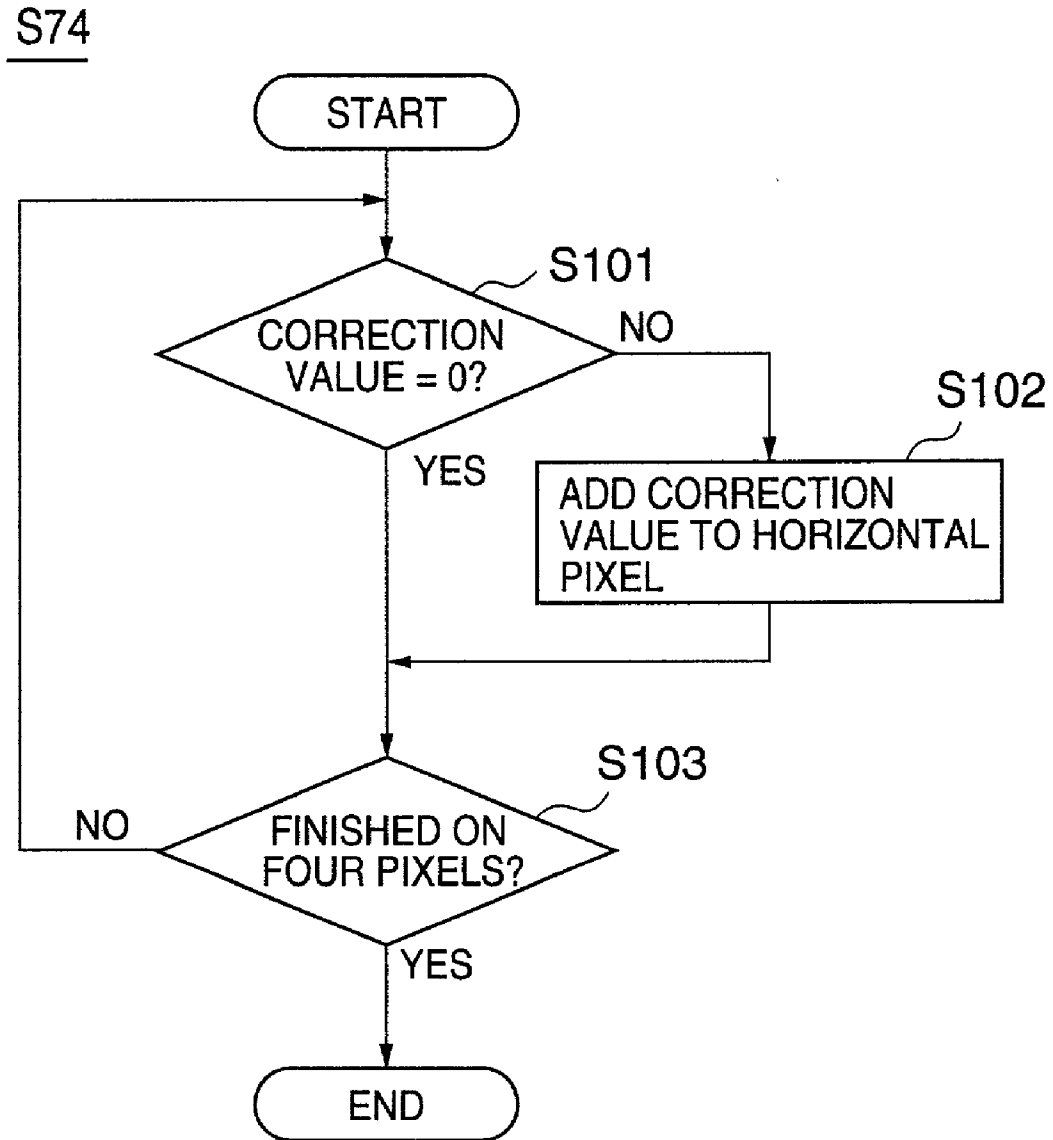 S74
START
S101
CORRECTION
VALUE = 0?
NO
YES
S102
ADD CORRECTION
VALUE TO HORIZONTAL
PIXEL
S103
FINISHED ON
FOUR PIXELS?
NO
YES
END